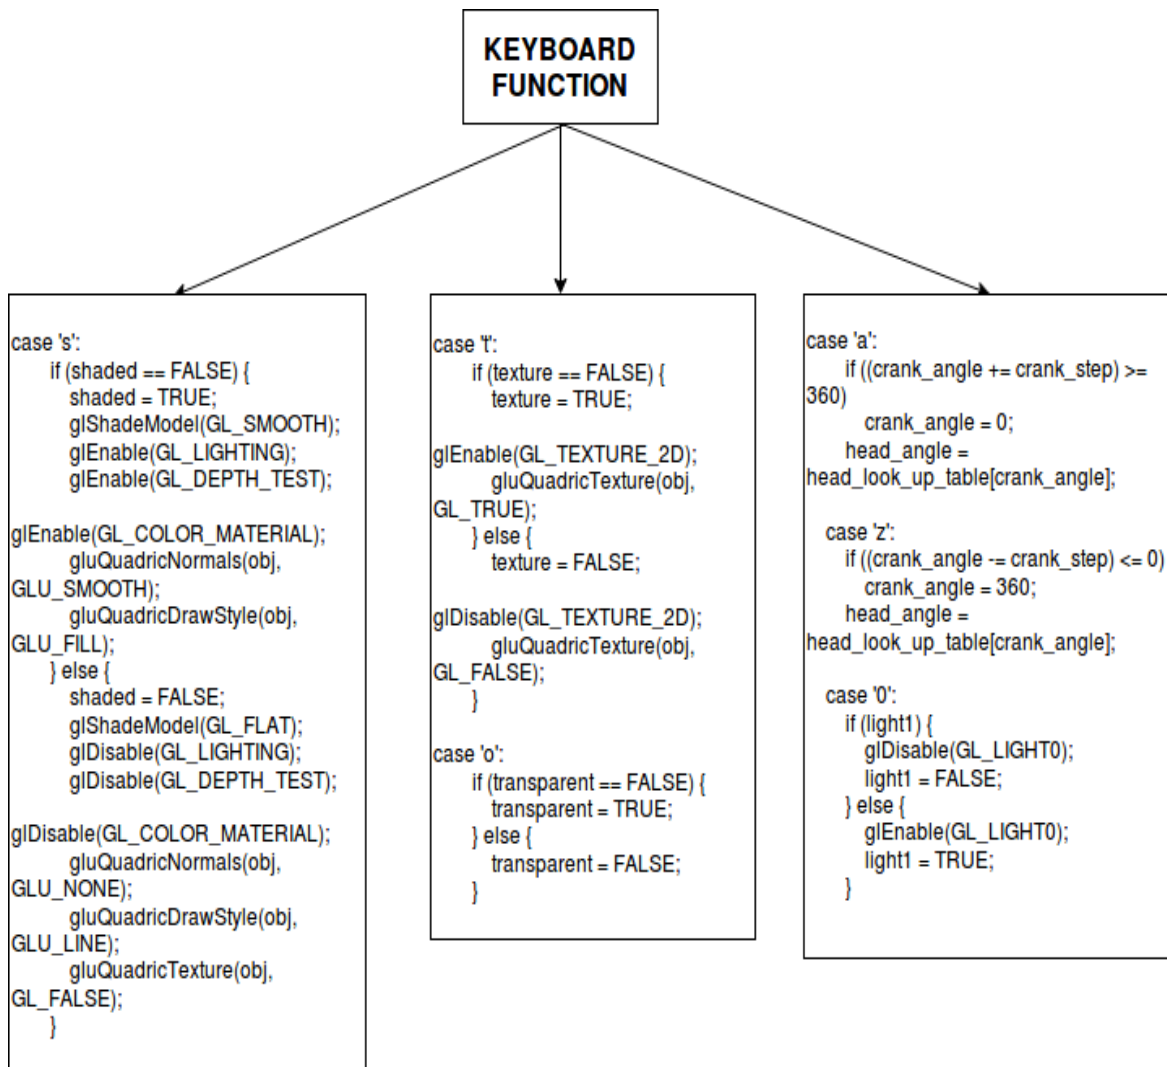 KEYBOARD
FUNCTION
case 's':
if (shaded == FALSE) {
shaded = TRUE;
glShadeModel(GL_SMOOTH);
glEnable(GL_LIGHTING);
glEnable(GL_DEPTH_TEST);
glEnable(GL_COLOR_MATERIAL);
gluQuadricNormals(obj,
GLU_SMOOTH);
gluQuadricDrawStyle(obj,
GLU_FILL);
} else {
shaded = FALSE;
glShadeModel(GL_FLAT);
glDisable(GL_LIGHTING);
glDisable(GL_DEPTH_TEST);
glDisable(GL_COLOR_MATERIAL);
gluQuadricNormals(obj,
GLU_NONE);
gluQuadricDrawStyle(obj,
GLU_LINE);
gluQuadricTexture(obj,
GL_FALSE);
}
case 't':
if (texture == FALSE) {
texture = TRUE;
glEnable(GL_TEXTURE_2D);
gluQuadricTexture(obj,
GL_TRUE);
} else {
texture = FALSE;
glDisable(GL_TEXTURE_2D);
gluQuadricTexture(obj,
GL_FALSE);
}
case 'o':
if (transparent == FALSE) {
transparent = TRUE;
} else {
transparent = FALSE;
}
case 'a':
if ((crank_angle += crank_step) >=
360)
crank_angle = 0;
head_angle =
head_look_up_table[crank_angle];
case 'z':
if ((crank_angle -= crank_step) <= 0)
crank_angle = 360;
head_angle =
head_look_up_table[crank_angle];
case '0':
if (light1) {
glDisable(GL_LIGHT0);
light1 = FALSE;
} else {
glEnable(GL_LIGHT0);
light1 = TRUE;
}